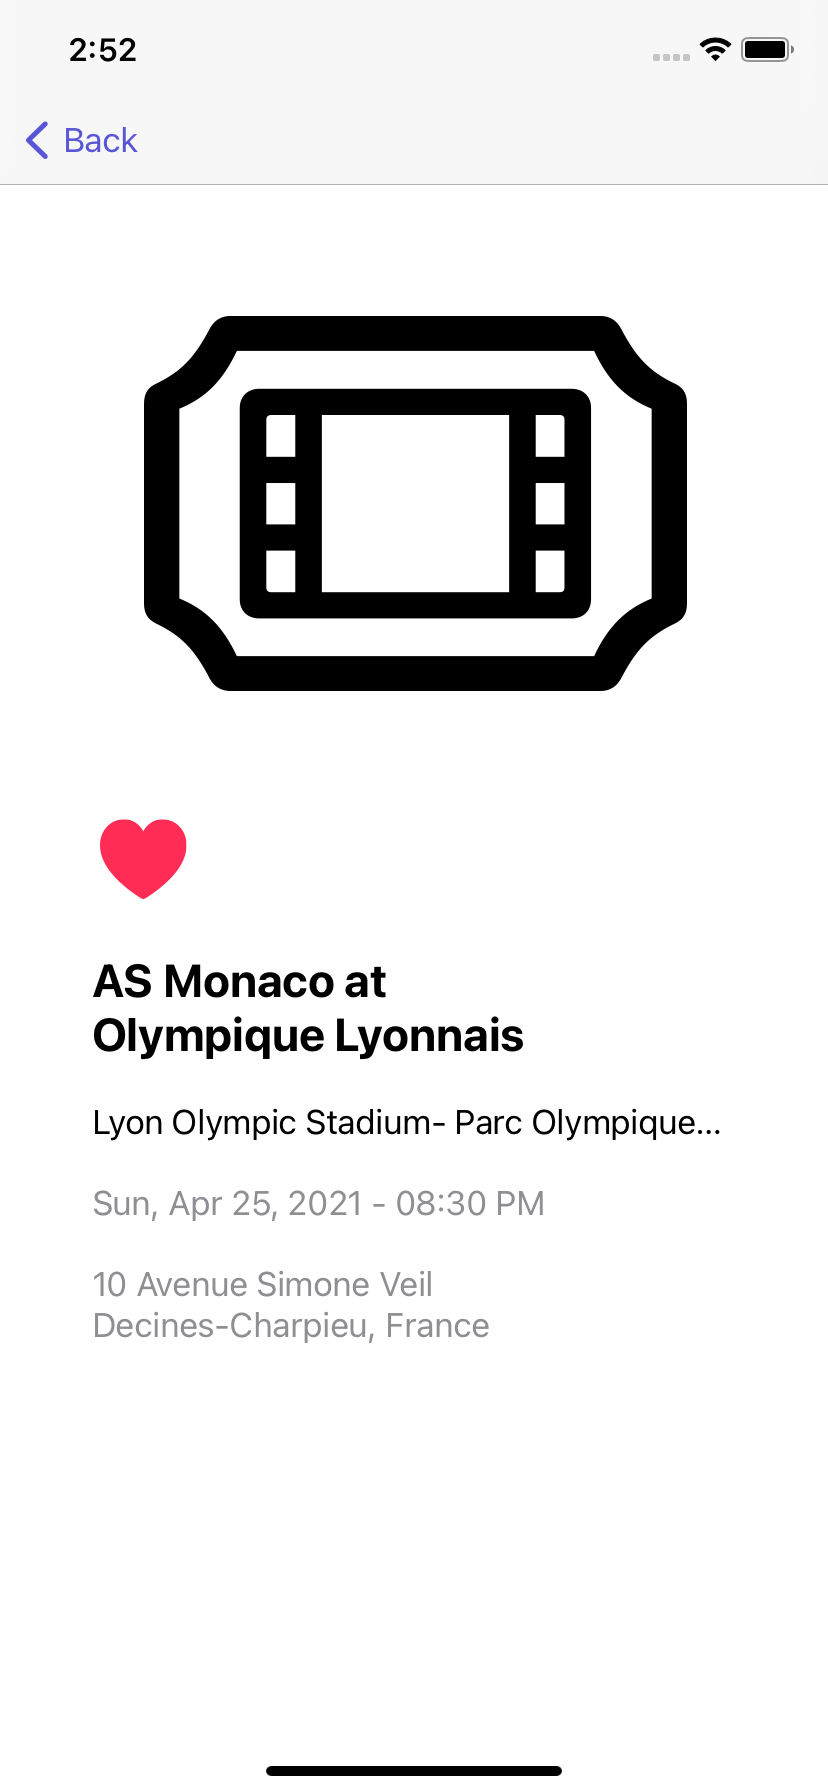 2:52
Back
AS Monaco at
Olympique Lyonnais
Lyon Olympic Stadium- Parc Olympique...
Sun, Apr 25, 2021 - 08:30 PM
10 Avenue Simone Veil
Decines-Charpieu, France